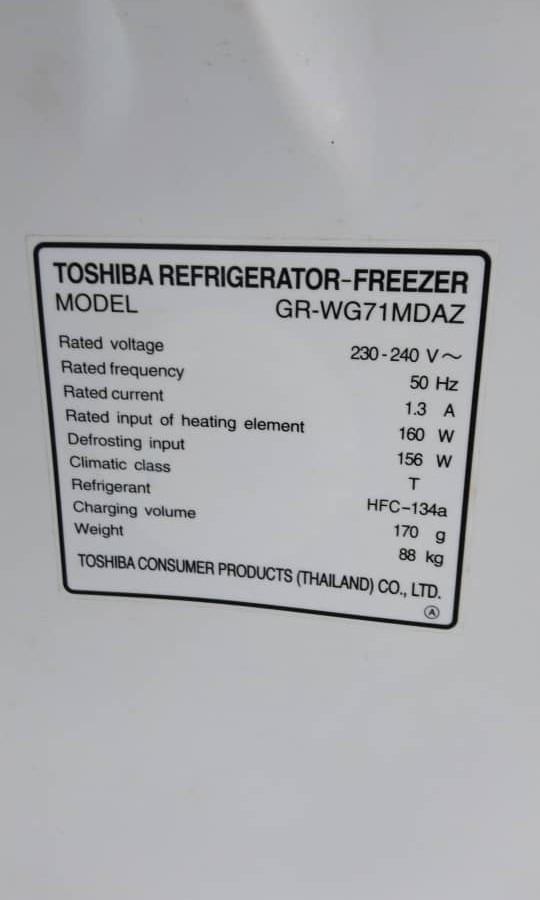 TOSHIBA REFRIGERATOR-FREEZER
MODEL GR-WG71MDAZ
Rated voltage 230-240 V~
Rated frequency 50 Hz
Rated current 1.3 A
Rated input of heating element 160 W
Defrosting input 156 W
Climatic class T
Refrigerant HFC-134a
Charging volume 170 g
Weight 88 kg
TOSHIBA CONSUMER PRODUCTS (THAILAND) CO., LTD.
Ⓐ